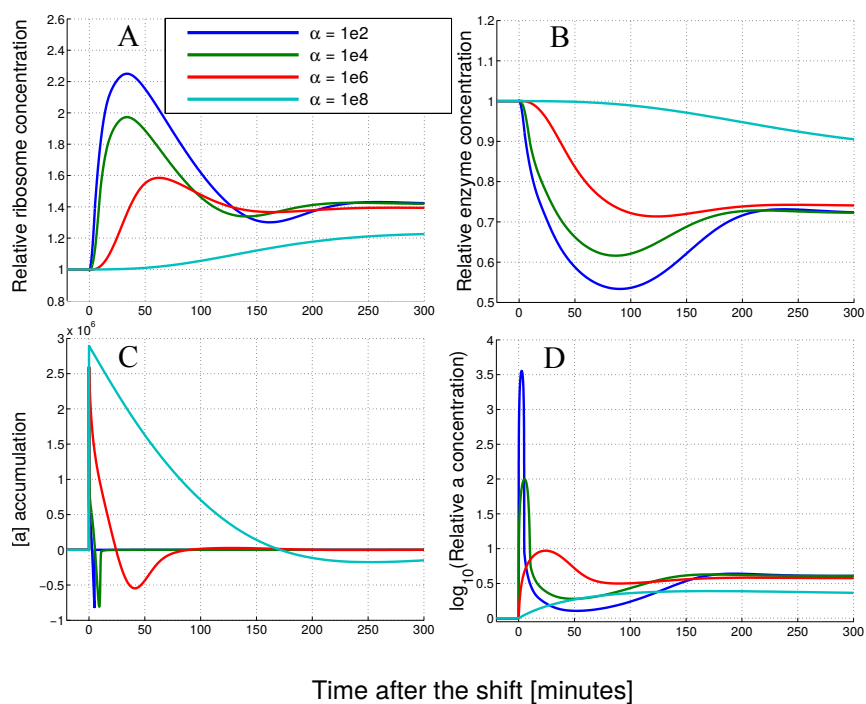 A
B
α = 1e2
α = 1e4
α = 1e6
α = 1e8
Relative ribosome concentration
2.6
2.4
2.2
2
1.8
1.6
1.4
1.2
1
0.8
0 50 100 150 200 250 300
Relative enzyme concentration
1.2
1.1
1
0.9
0.8
0.7
0.6
0.5
0 50 100 150 200 250 300
C
x 10^6
[a] accumulation
3
2.5
2
1.5
1
0.5
0
−0.5
−1
0 50 100 150 200 250 300
D
log10(Relative a concentration)
4
3.5
3
2.5
2
1.5
1
0.5
0
0 50 100 150 200 250 300
Time after the shift [minutes]